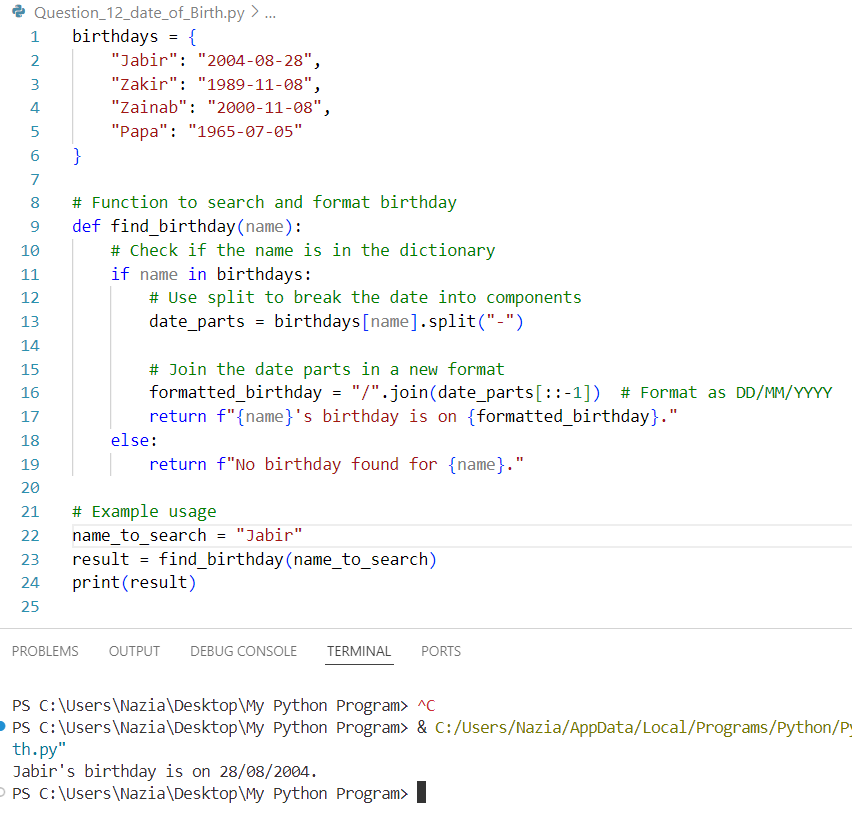 Question_12_date_of_Birth.py > ...
1 birthdays = {
2     "Jabir": "2004-08-28",
3     "Zakir": "1989-11-08",
4     "Zainab": "2000-11-08",
5     "Papa": "1965-07-05"
6 }
7
8 # Function to search and format birthday
9 def find_birthday(name):
10     # Check if the name is in the dictionary
11     if name in birthdays:
12         # Use split to break the date into components
13         date_parts = birthdays[name].split("-")
14
15         # Join the date parts in a new format
16         formatted_birthday = "/".join(date_parts[::-1])  # Format as DD/MM/YYYY
17         return f"{name}'s birthday is on {formatted_birthday}."
18     else:
19         return f"No birthday found for {name}."
20
21 # Example usage
22 name_to_search = "Jabir"
23 result = find_birthday(name_to_search)
24 print(result)
25
PROBLEMS OUTPUT DEBUG CONSOLE TERMINAL PORTS
PS C:\Users\Nazia\Desktop\My Python Program> ^C
PS C:\Users\Nazia\Desktop\My Python Program> & C:/Users/Nazia/AppData/Local/Programs/Python/Py
th.py"
Jabir's birthday is on 28/08/2004.
PS C:\Users\Nazia\Desktop\My Python Program>